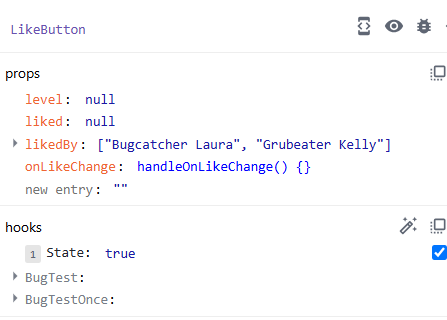 LikeButton
props
level: null
liked: null
likedBy: ["Bugcatcher Laura", "Grubeater Kelly"]
onLikeChange: handleOnLikeChange() {}
new entry: ""
hooks
1 State: true
BugTest:
BugTestOnce: